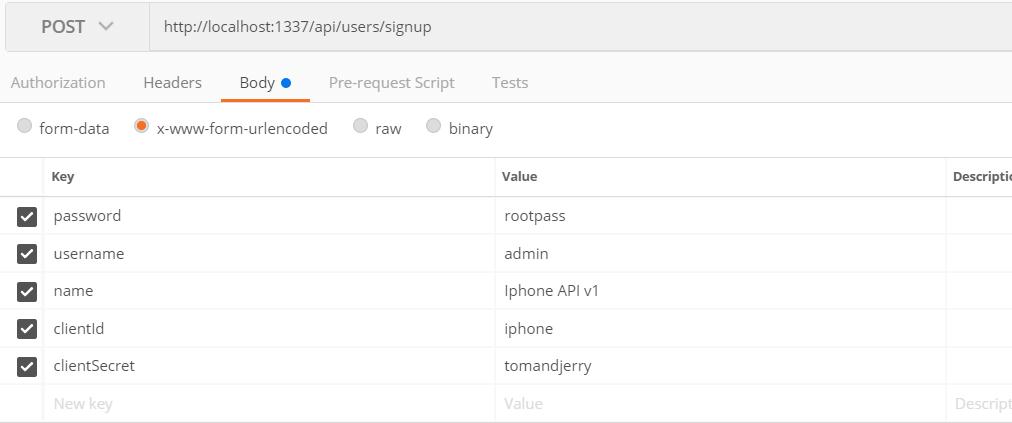 POST http://localhost:1337/api/users/signup
Authorization Headers Body Pre-request Script Tests
form-data x-www-form-urlencoded raw binary
Key Value Descriptio
password rootpass
username admin
name Iphone API v1
clientId iphone
clientSecret tomandjerry
New key Value Descript